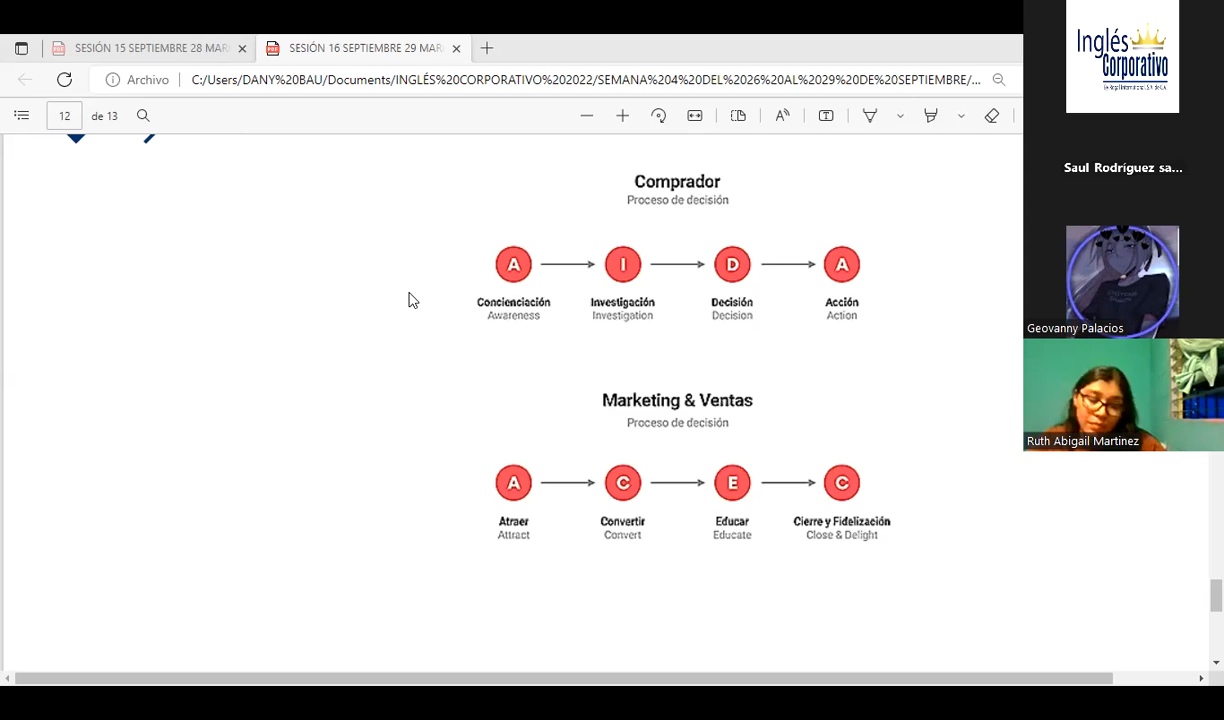 SESIÓN 15 SEPTIEMBRE 28 MAR
SESIÓN 16 SEPTIEMBRE 29 MAR
Archivo
C:/Users/DANY%20BAU/Documents/INGLÉS%20CORPORATIVO%202022/SEMANA%204%20DEL%2026%20AL%2029%20DE%20SEPTIEMBRE/...
12 de 13
Comprador
Proceso de decisión
A I D A
Concienciación Investigación Decisión Acción
Awareness Investigation Decision Action
Marketing & Ventas
Proceso de decisión
A C E C
Atraer Convertir Educar Cierre y Fidelización
Attract Convert Educate Close & Delight
Inglés
Corporativo
Saul Rodríguez sa...
Geovanny Palacios
Ruth Abigail Martinez